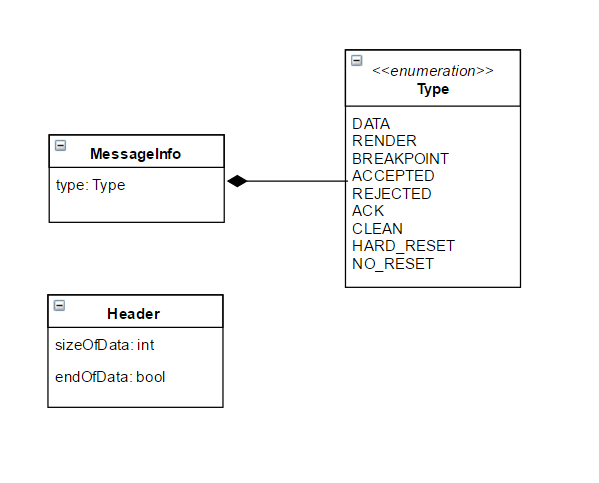 <<enumeration>>
Type
DATA
RENDER
BREAKPOINT
ACCEPTED
REJECTED
ACK
CLEAN
HARD_RESET
NO_RESET
MessageInfo
type: Type
Header
sizeOfData: int
endOfData: bool